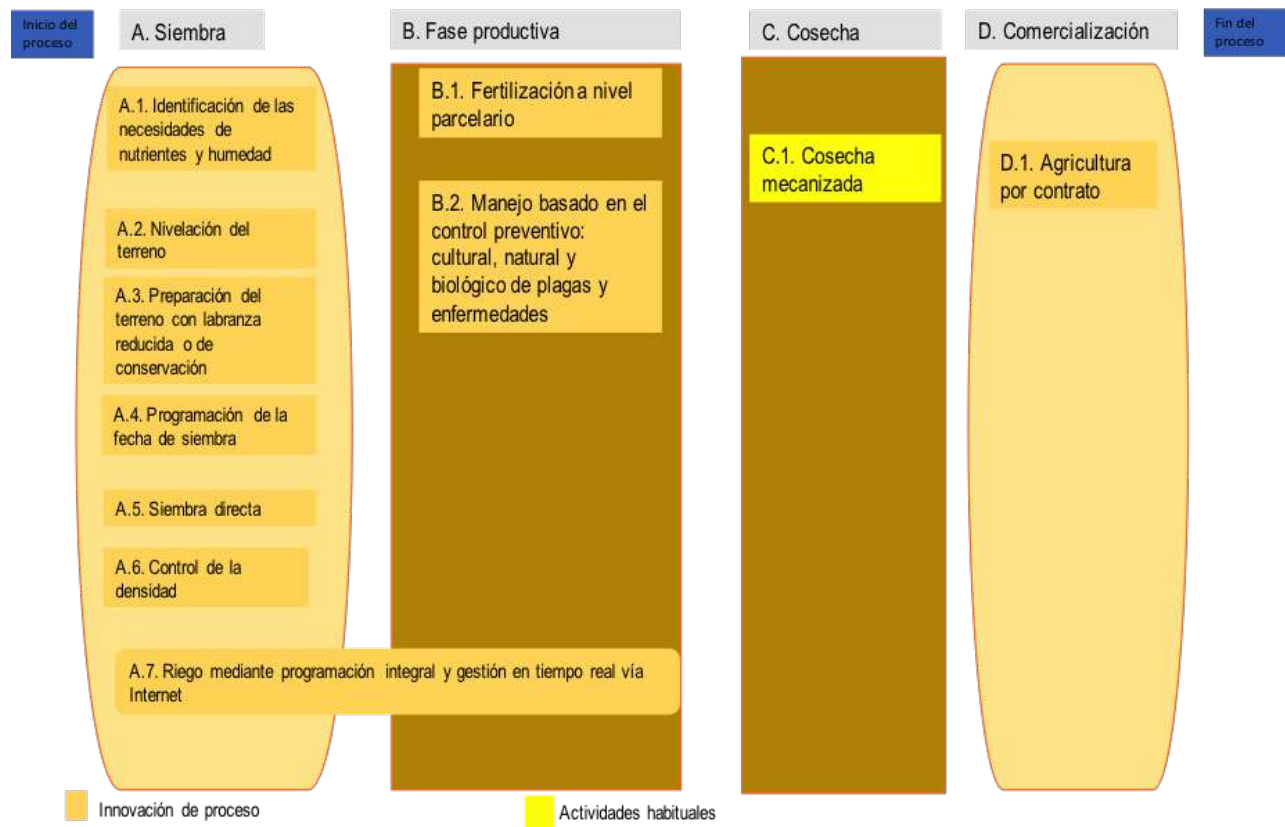 Inicio del
proceso
A. Siembra
B. Fase productiva
C. Cosecha
D. Comercialización
Fin del
proceso
A.1. Identificación de las
necesidades de
nutrientes y humedad
A.2. Nivelación del
terreno
A.3. Preparación del
terreno con labranza
reducida o de
conservación
A.4. Programación de la
fecha de siembra
A.5. Siembra directa
A.6. Control de la
densidad
A.7. Riego mediante programación integral y gestión en tiempo real vía
Internet
B.1. Fertilización a nivel
parcelario
B.2. Manejo basado en el
control preventivo:
cultural, natural y
biológico de plagas y
enfermedades
C.1. Cosecha
mecanizada
D.1. Agricultura
por contrato
Innovación de proceso
Actividades habituales